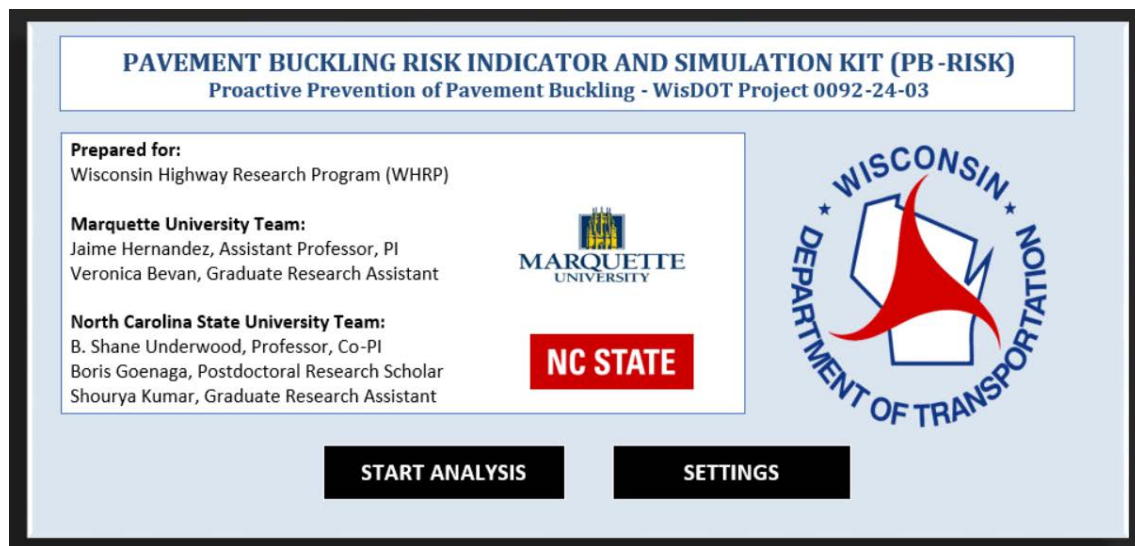 PAVEMENT BUCKLING RISK INDICATOR AND SIMULATION KIT (PB-RISK)
Proactive Prevention of Pavement Buckling - WisDOT Project 0092-24-03
Prepared for:
Wisconsin Highway Research Program (WHRP)
Marquette University Team:
Jaime Hernandez, Assistant Professor, PI
Veronica Bevan, Graduate Research Assistant
North Carolina State University Team:
B. Shane Underwood, Professor, Co-PI
Boris Goenaga, Postdoctoral Research Scholar
Shourya Kumar, Graduate Research Assistant
MARQUETTE
UNIVERSITY
NC STATE
WISCONSIN
DEPARTMENT OF TRANSPORTATION
START ANALYSIS
SETTINGS